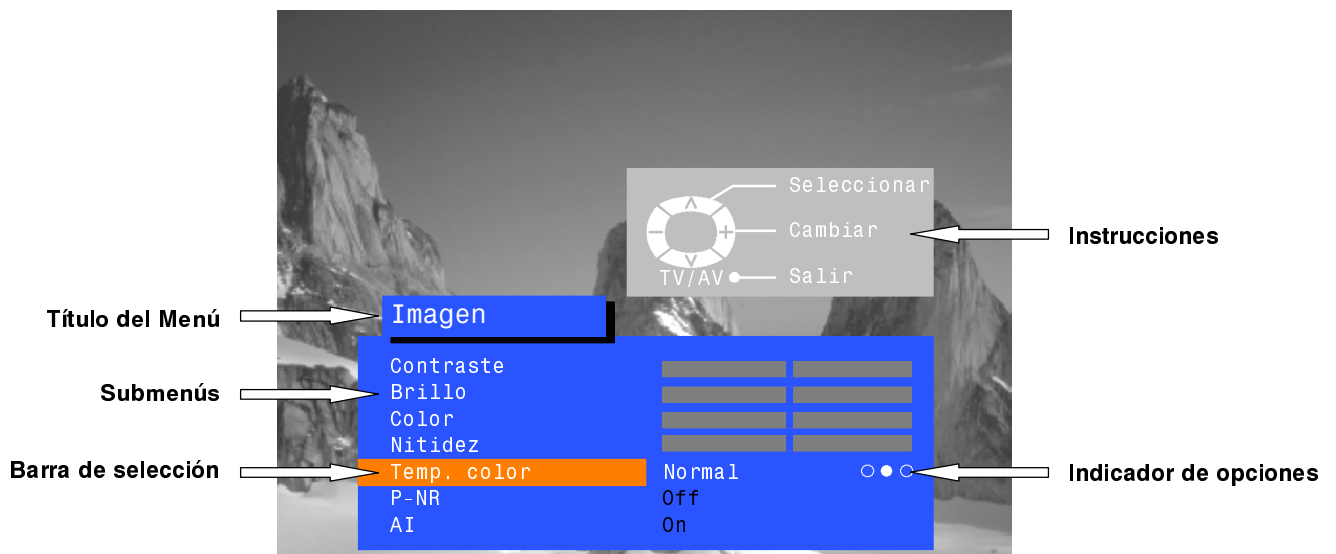 Seleccionar
Cambiar
TV/AV Salir
Instrucciones
Título del Menú
Imagen
Contraste
Submenús
Brillo
Color
Nitidez
Barra de selección
Temp. color Normal
Indicador de opciones
P-NR Off
AI On